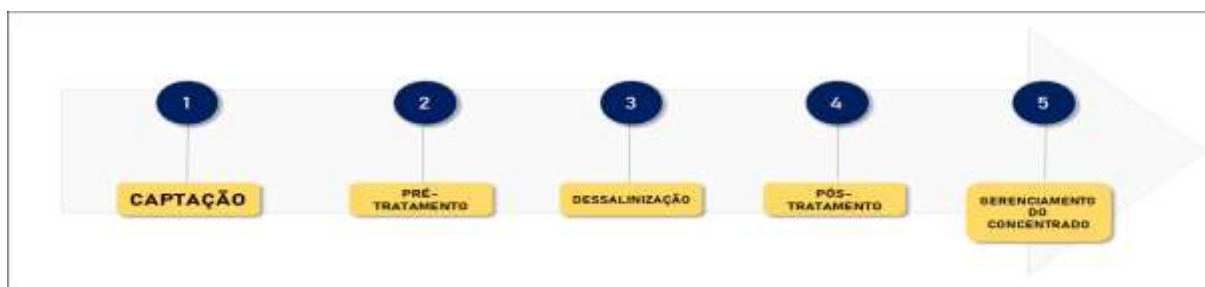 1
2
3
4
5
CAPTAÇÃO
PRÉ-
TRATAMENTO
DESSALINIZAÇÃO
PÓS-
TRATAMENTO
GERENCIAMENTO
DO
CONCENTRADO